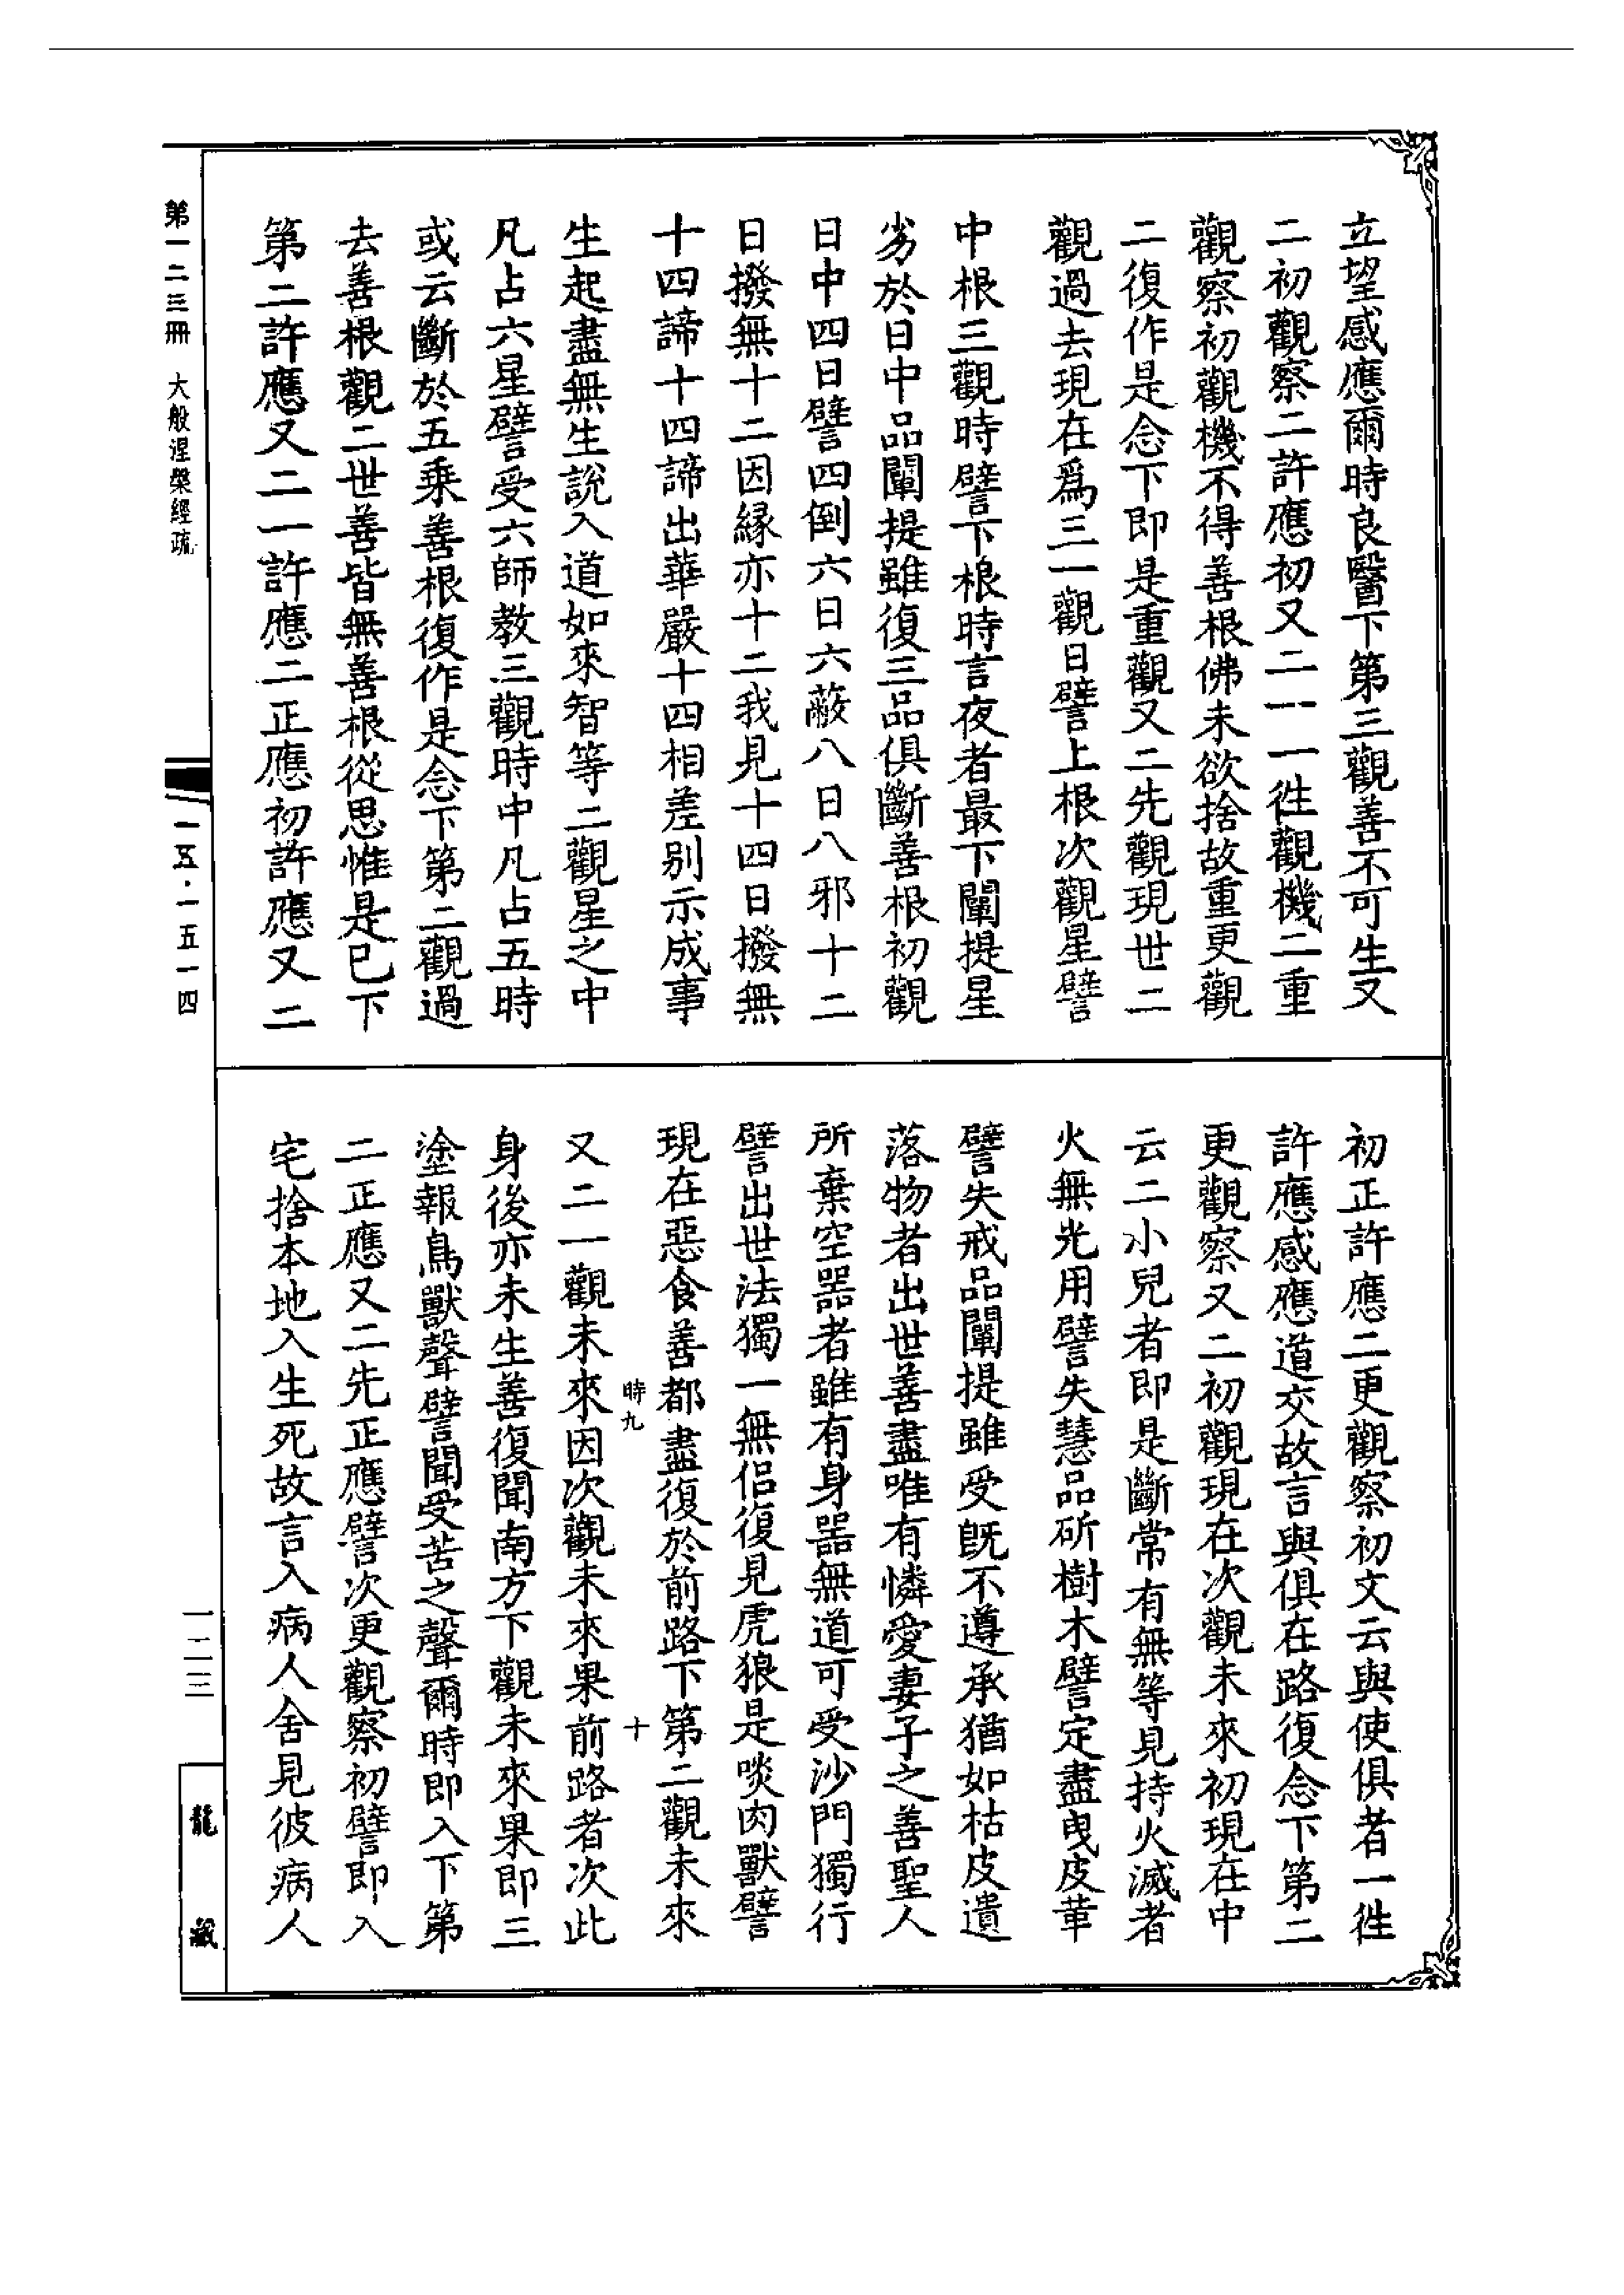 立望感應爾時良醫下第三觀善不可生又
二初觀察二許應初又二一一徃觀機二重
觀察初觀機不得善根佛未欲捨故重更觀
二復作是念下即是重觀又二先觀現世二
觀過去現在爲三一觀日譬上根次觀星譬
中根三觀時譬下根時言夜者最下闡提星
劣於日中品闡提雖復三品俱斷善根初觀
日中四日譬四倒六日六蔽八日八邪十二
日撥無十二因緣亦十二我見十四日撥無
十四諦十四諦出華嚴十四相差别示成事
生起盡無生説入道如來智等二觀星之中
凡占六星譬受六師教三觀時中凡占五時
或云斷於五乘善根復作是念下第二觀過
去善根觀二世善皆無善根從思惟是已下
第二許應又二一許應二正應初許應又二
初正許應二更觀察初文云與使俱者一徃
許應感應道交故言與俱在路復念下第二
更觀察又二初觀現在次觀未來初現在中
云二小兒者即是斷常有無等見持火滅者
火無光用譬失慧品斫樹木譬定盡曳皮革
譬失戒品闡提雖受旣不遵承猶如枯皮遺
落物者出世善盡唯有憐愛妻子之善聖人
所棄空器者雖有身器無道可受沙門獨行
譬出世法獨一無侣復見虎狼是啖肉獸譬
現在惡食善都盡復於前路下第二觀未來
時九
十
又二一觀未來因次觀未來果前路者次此
身後亦未生善復聞南方下觀未來果即三
塗報鳥獸聲譬聞受苦之聲爾時即入下第
二正應又二先正應譬次更觀察初譬即入
宅捨本地入生死故言入病人舍見彼病人
第一二三冊
大般涅槃經疏
一五·一五一四
一二三
龍藏